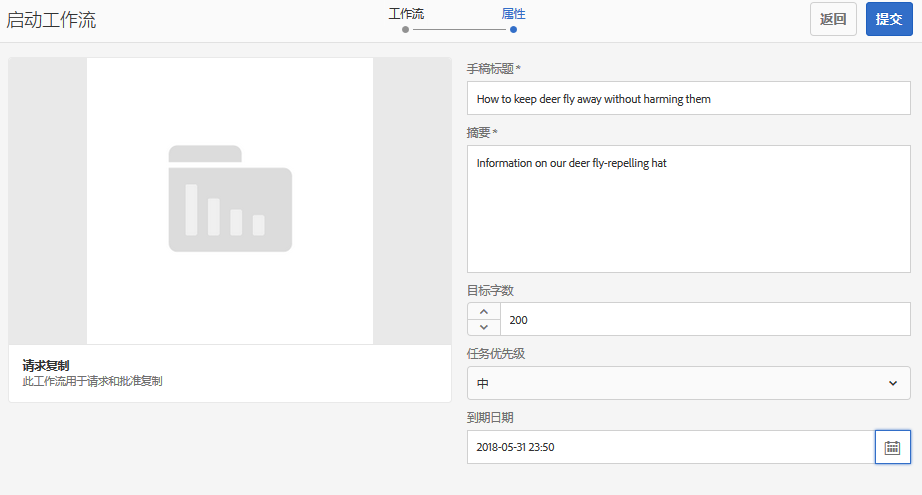 启动工作流
工作流
属性
返回
提交
请求复制
此工作流用于请求和批准复制
手稿标题 *
How to keep deer fly away without harming them
摘要 *
Information on our deer fly-repelling hat
目标字数
200
任务优先级
中
到期日期
2018-05-31 23:50